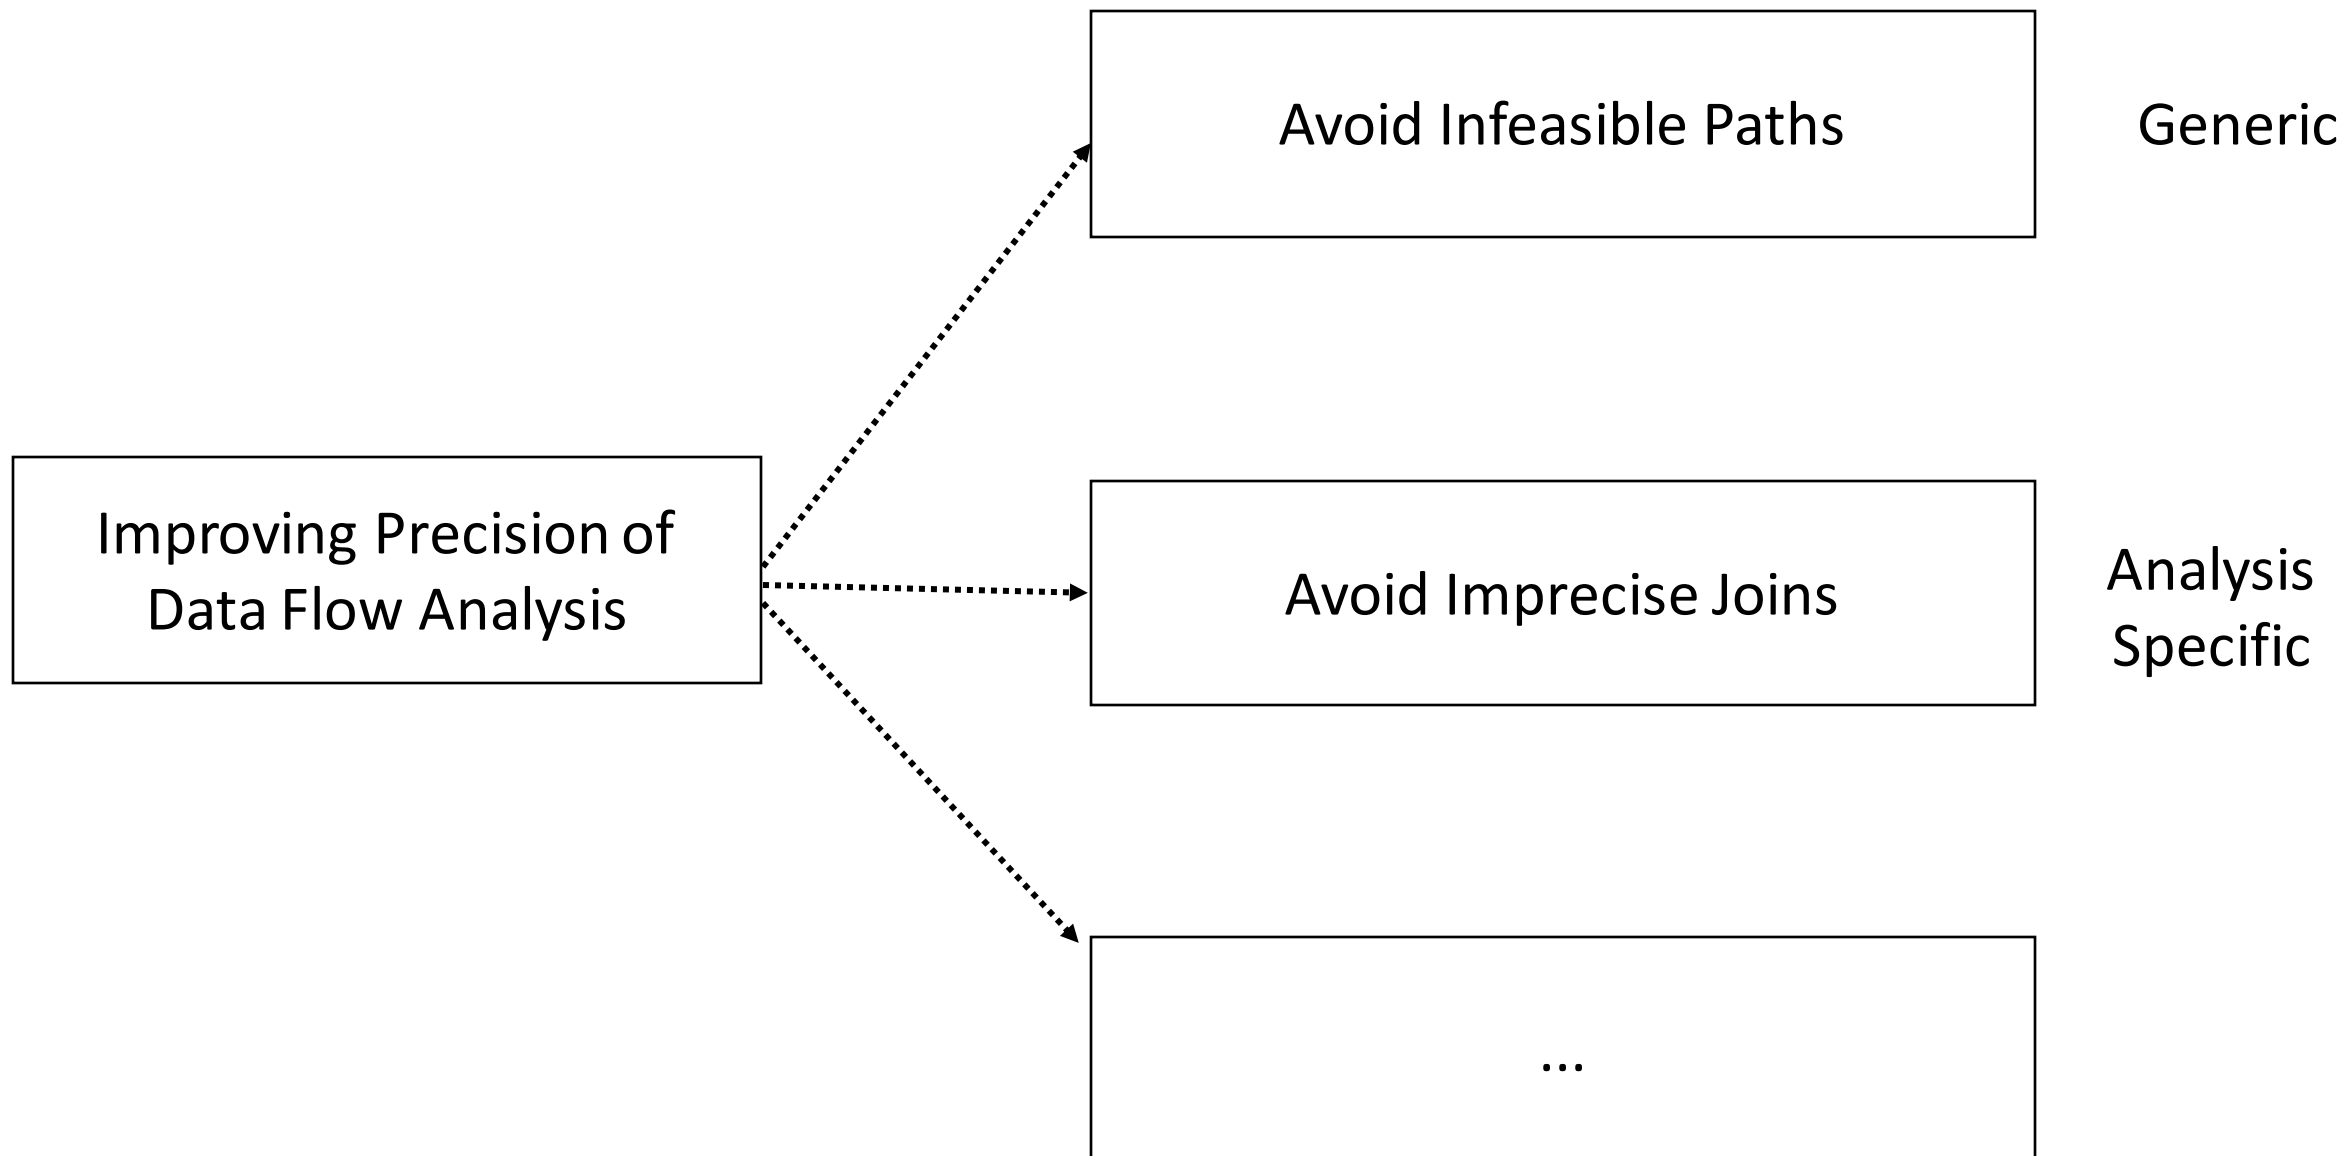 Avoid Infeasible Paths
Generic
Improving Precision of
Data Flow Analysis
Avoid Imprecise Joins
Analysis
Specific
...